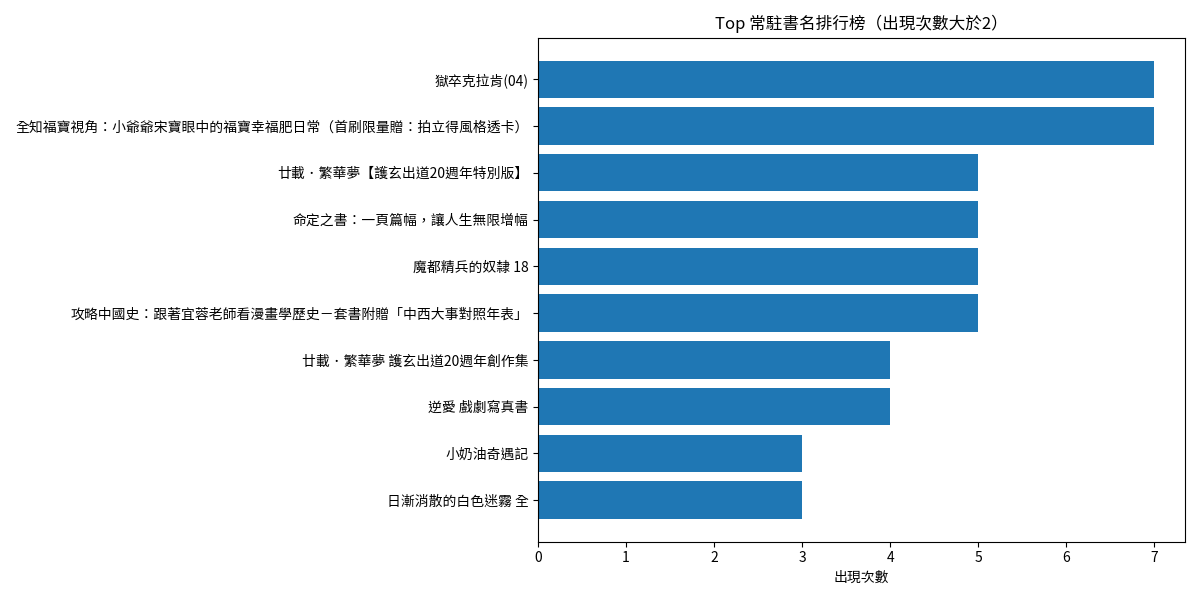 Top 常駐書名排行榜（出現次數大於2）
獄卒克拉肯(04)
全知福寶視角：小爺爺宋寶眼中的福寶幸福肥日常（首刷限量贈：拍立得風格透卡）
廿載．繁華夢【護玄出道20週年特別版】
命定之書：一頁篇幅，讓人生無限增幅
魔都精兵的奴隸 18
攻略中國史：跟著宜蓉老師看漫畫學歷史－套書附贈「中西大事對照年表」
廿載．繁華夢 護玄出道20週年創作集
逆愛 戲劇寫真書
小奶油奇遇記
日漸消散的白色迷霧 全
0 1 2 3 4 5 6 7
出現次數